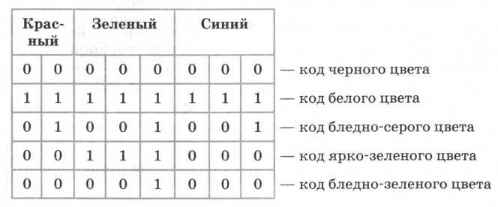 Крас-
ный Зеленый Синий
0 0 0 0 0 0 0 0 — код черного цвета
1 1 1 1 1 1 1 1 — код белого цвета
0 1 0 0 1 0 0 1 — код бледно-серого цвета
0 0 1 1 1 0 0 0 — код ярко-зеленого цвета
0 0 0 0 1 0 0 0 — код бледно-зеленого цвета